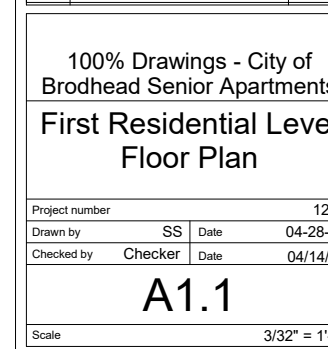 100% Drawings - City of
Brodhead Senior Apartments
First Residential Leve
Floor Plan
Project number 12
Drawn by SS Date 04-28-
Checked by Checker Date 04/14/
A1.1
Scale 3/32" = 1'-